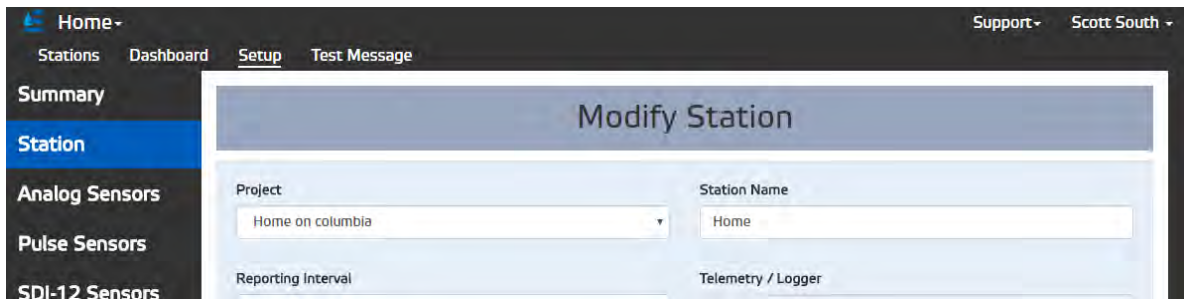 Home
Support
Scott South
Stations Dashboard Setup Test Message
Summary
Station
Analog Sensors
Pulse Sensors
SDI-12 Sensors
Modify Station
Project
Station Name
Home on columbia
Home
Reporting Interval
Telemetry / Logger